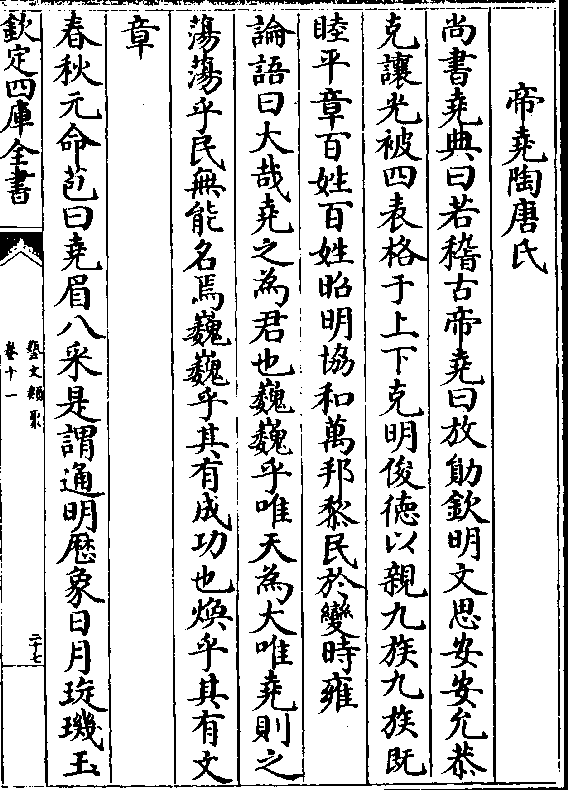 帝堯陶唐氏
尚書堯典曰若稽古帝堯曰放勛欽明文思安安允恭
克讓光被四表格于上下克明俊德以親九族九族既
睦平章百姓百姓昭明協和萬邦黎民於變時雍
論語曰大哉堯之為君也巍巍乎唯天為大唯堯則之
蕩蕩乎民無能名焉巍巍乎其有成功也煥乎其有文
章
春秋元命苞曰堯眉八采是謂通明厯象日月琁璣玉
欽定四庫全書
藝文類聚
卷十一
二十七